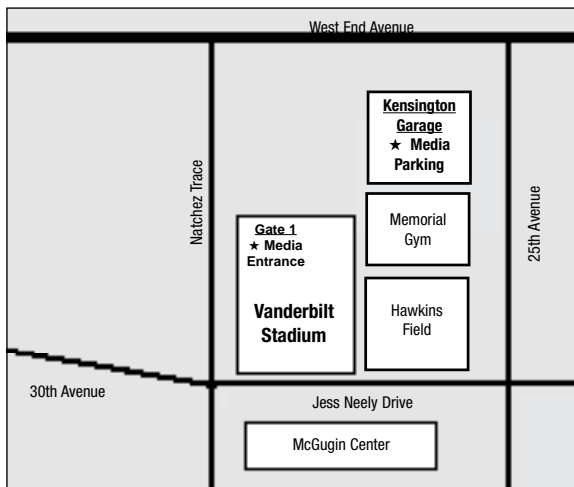 West End Avenue
Kensington
Garage
★ Media
Parking
Natchez Trace
25th Avenue
Memorial
Gym
Gate 1
★ Media
Entrance
Vanderbilt
Stadium
Hawkins
Field
30th Avenue
Jess Neely Drive
McGugin Center